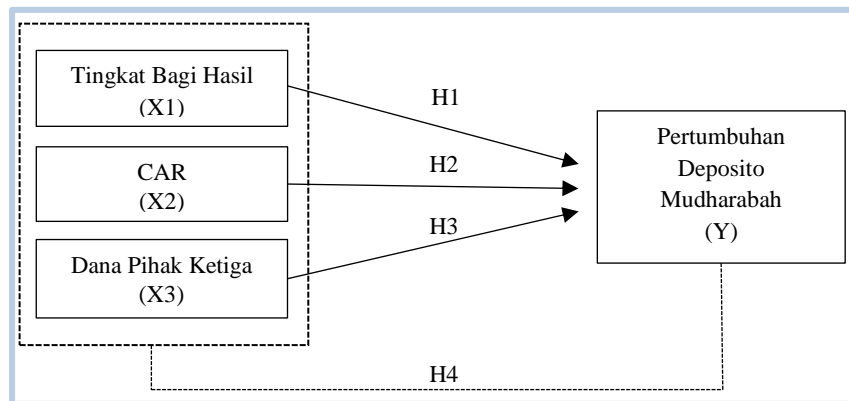 Tingkat Bagi Hasil
(X1)
CAR
(X2)
Dana Pihak Ketiga
(X3)
H1
H2
H3
Pertumbuhan
Deposito
Mudharabah
(Y)
H4